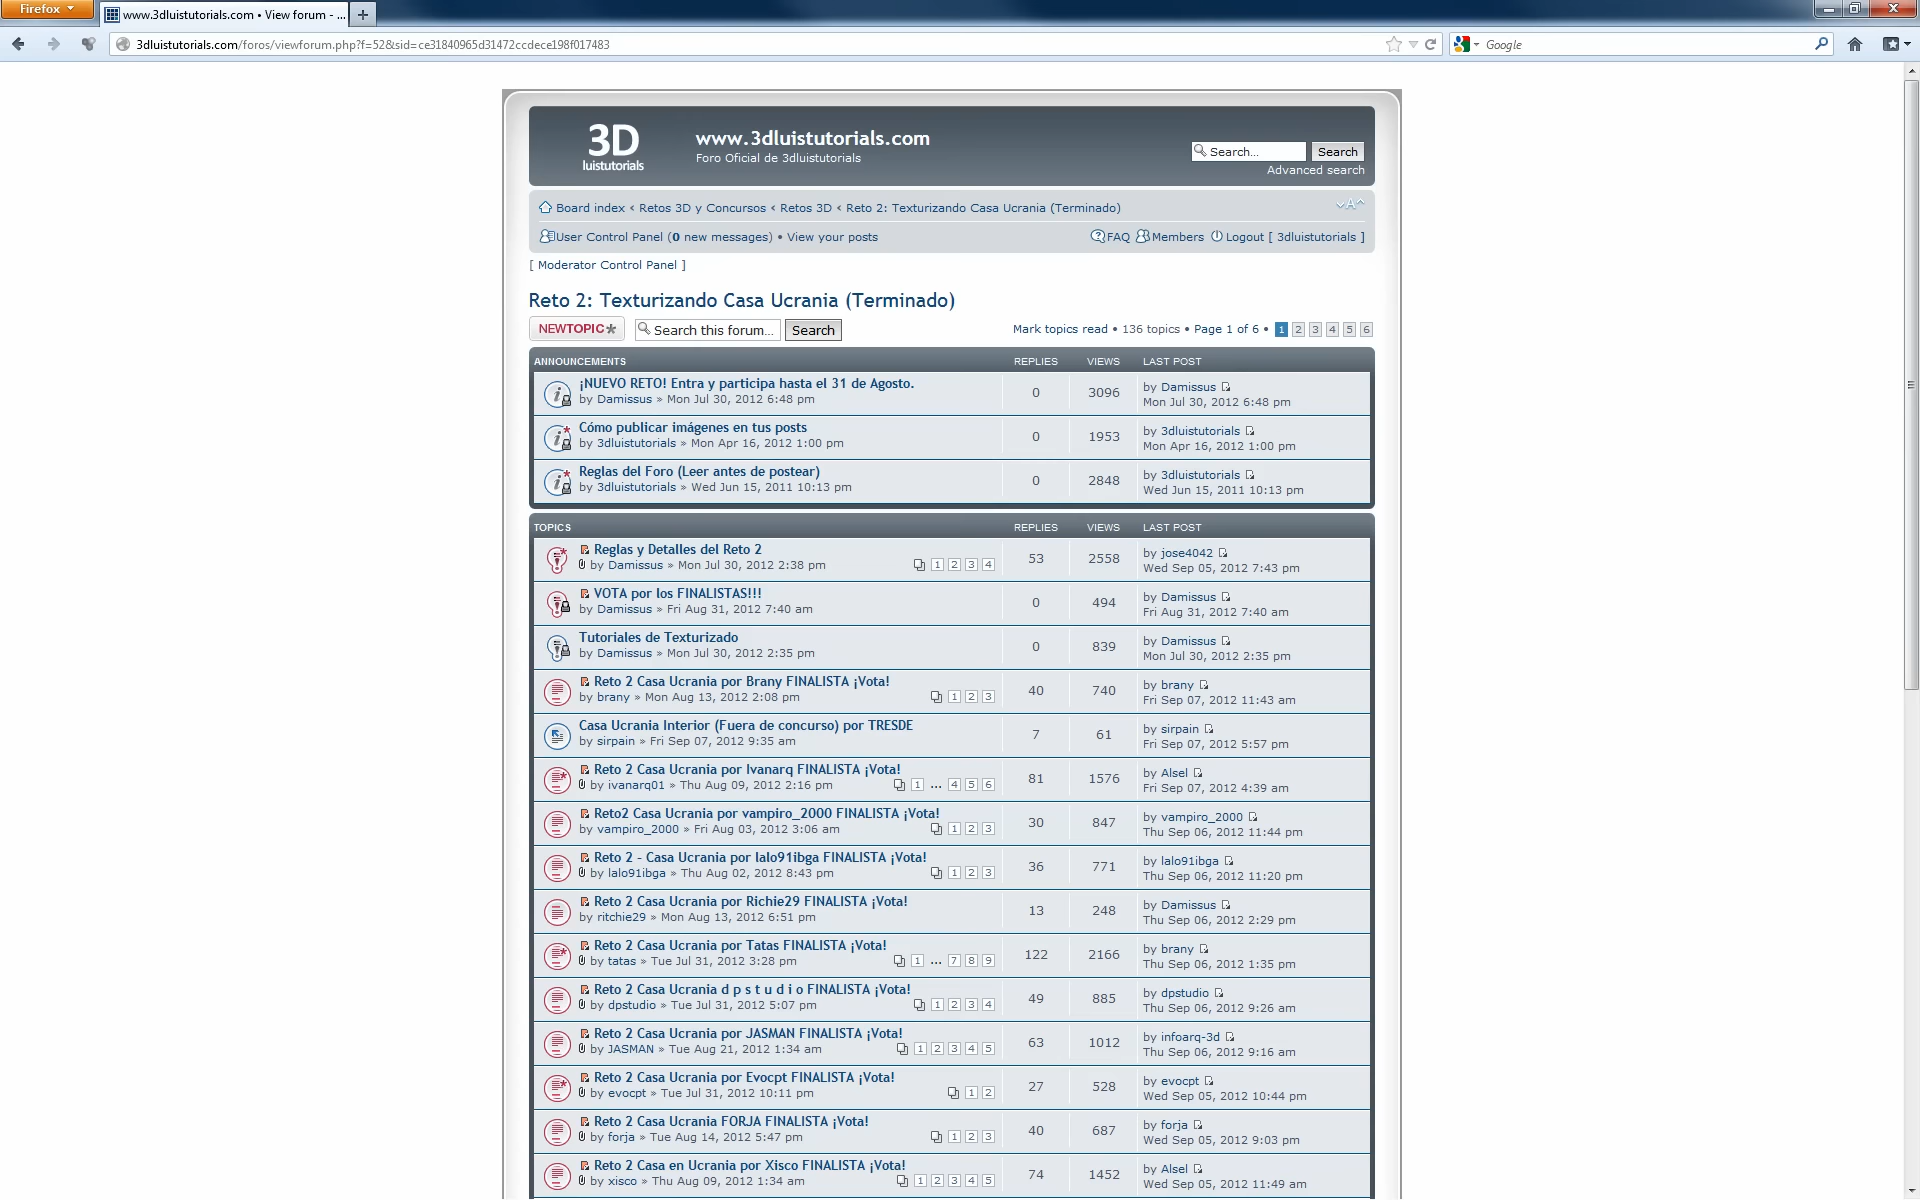 Firefox
www.3dluistutorials.com • View forum - ...
3dluistutorials.com/foros/viewforum.php?f=52&sid=ce31840965d31472ccdece198f017483
Google
3D
luistutorials
www.3dluistutorials.com
Foro Oficial de 3dluistutorials
Search...
Search
Advanced search
Board index ‹ Retos 3D y Concursos ‹ Retos 3D ‹ Reto 2: Texturizando Casa Ucrania (Terminado)
User Control Panel (0 new messages) • View your posts
FAQ Members Logout [ 3dluistutorials ]
[ Moderator Control Panel ]
Reto 2: Texturizando Casa Ucrania (Terminado)
NEWTOPIC* Search this forum... Search
Mark topics read • 136 topics • Page 1 of 6 • 1 2 3 4 5 6
ANNOUNCEMENTS REPLIES VIEWS LAST POST
¡NUEVO RETO! Entra y participa hasta el 31 de Agosto.
by Damissus » Mon Jul 30, 2012 6:48 pm
0 3096
by Damissus
Mon Jul 30, 2012 6:48 pm
Cómo publicar imágenes en tus posts
by 3dluistutorials » Mon Apr 16, 2012 1:00 pm
0 1953
by 3dluistutorials
Mon Apr 16, 2012 1:00 pm
Reglas del Foro (Leer antes de postear)
by 3dluistutorials » Wed Jun 15, 2011 10:13 pm
0 2848
by 3dluistutorials
Wed Jun 15, 2011 10:13 pm
TOPICS REPLIES VIEWS LAST POST
Reglas y Detalles del Reto 2
by Damissus » Mon Jul 30, 2012 2:38 pm
1 2 3 4
53 2558
by jose4042
Wed Sep 05, 2012 7:43 pm
VOTA por los FINALISTAS!!!
by Damissus » Fri Aug 31, 2012 7:40 am
0 494
by Damissus
Fri Aug 31, 2012 7:40 am
Tutoriales de Texturizado
by Damissus » Mon Jul 30, 2012 2:35 pm
0 839
by Damissus
Mon Jul 30, 2012 2:35 pm
Reto 2 Casa Ucrania por Brany FINALISTA ¡Vota!
by brany » Mon Aug 13, 2012 2:08 pm
1 2 3
40 740
by brany
Fri Sep 07, 2012 11:43 am
Casa Ucrania Interior (Fuera de concurso) por TRESDE
by sirpain » Fri Sep 07, 2012 9:35 am
7 61
by sirpain
Fri Sep 07, 2012 5:57 pm
Reto 2 Casa Ucrania por Ivanarq FINALISTA ¡Vota!
by ivanarq01 » Thu Aug 09, 2012 2:16 pm
1 ... 4 5 6
81 1576
by Alsel
Fri Sep 07, 2012 4:39 am
Reto2 Casa Ucrania por vampiro_2000 FINALISTA ¡Vota!
by vampiro_2000 » Fri Aug 03, 2012 3:06 am
1 2 3
30 847
by vampiro_2000
Thu Sep 06, 2012 11:44 pm
Reto 2 - Casa Ucrania por lalo91ibga FINALISTA ¡Vota!
by lalo91ibga » Thu Aug 02, 2012 8:43 pm
1 2 3
36 771
by lalo91ibga
Thu Sep 06, 2012 11:20 pm
Reto 2 Casa Ucrania por Richie29 FINALISTA ¡Vota!
by ritchie29 » Mon Aug 13, 2012 6:51 pm
13 248
by Damissus
Thu Sep 06, 2012 2:29 pm
Reto 2 Casa Ucrania por Tatas FINALISTA ¡Vota!
by tatas » Tue Jul 31, 2012 3:28 pm
1 ... 7 8 9
122 2166
by brany
Thu Sep 06, 2012 1:35 pm
Reto 2 Casa Ucrania d p s t u d i o FINALISTA ¡Vota!
by dpstudio » Tue Jul 31, 2012 5:07 pm
1 2 3 4
49 885
by dpstudio
Thu Sep 06, 2012 9:26 am
Reto 2 Casa Ucrania por JASMAN FINALISTA ¡Vota!
by JASMAN » Tue Aug 21, 2012 1:34 am
1 2 3 4 5
63 1012
by infoarq-3d
Thu Sep 06, 2012 9:16 am
Reto 2 Casa Ucrania por Evocpt FINALISTA ¡Vota!
by evocpt » Tue Jul 31, 2012 10:11 pm
1 2
27 528
by evocpt
Wed Sep 05, 2012 10:44 pm
Reto 2 Casa Ucrania FORJA FINALISTA ¡Vota!
by forja » Tue Aug 14, 2012 5:47 pm
1 2 3
40 687
by forja
Wed Sep 05, 2012 9:03 pm
Reto 2 Casa en Ucrania por Xisco FINALISTA ¡Vota!
by xisco » Thu Aug 09, 2012 1:34 am
1 2 3 4 5
74 1452
by Alsel
Wed Sep 05, 2012 11:49 am